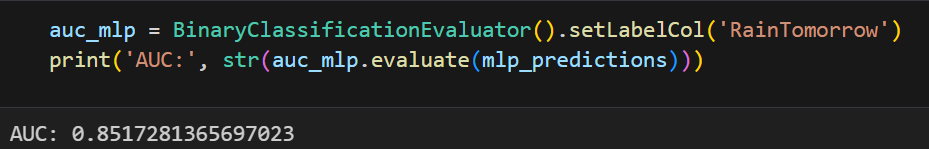 auc_mlp = BinaryClassificationEvaluator().setLabelCol('RainTomorrow')
print('AUC:', str(auc_mlp.evaluate(mlp_predictions)))
AUC: 0.8517281365697023